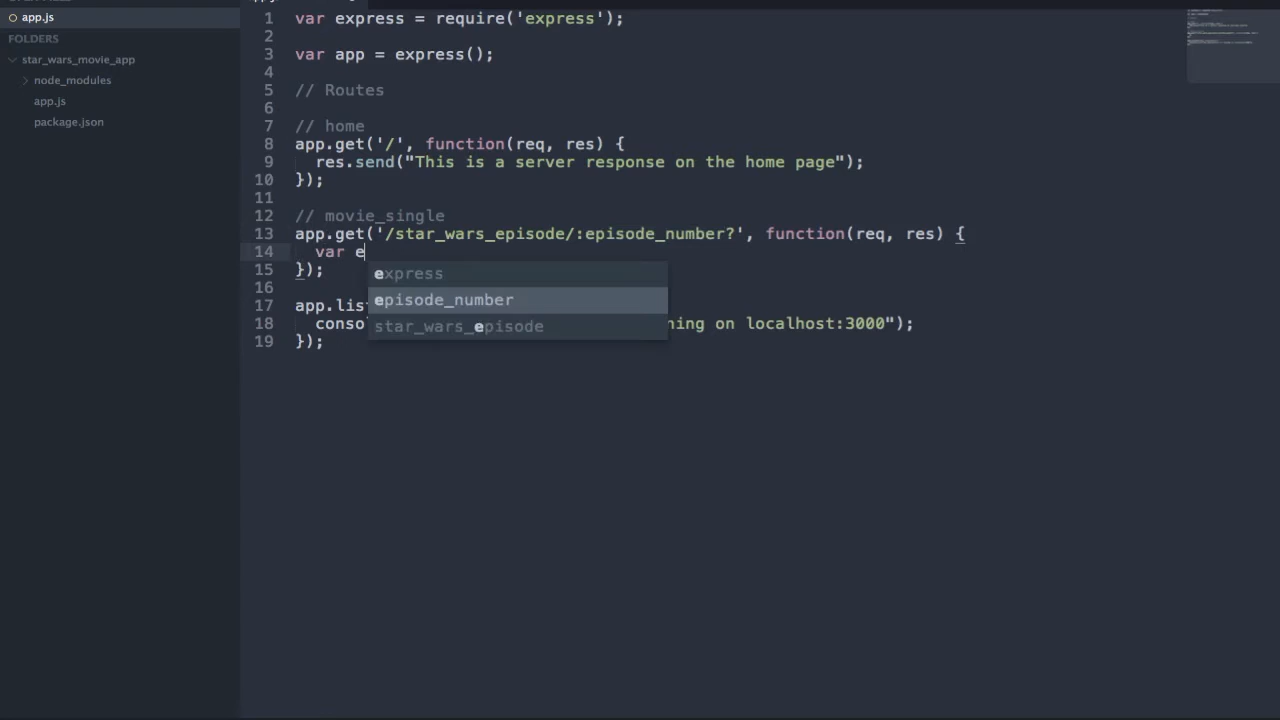 app.js
FOLDERS
star_wars_movie_app
node_modules
app.js
package.json
1 var express = require('express');
2
3 var app = express();
4
5 // Routes
6
7 // home
8 app.get('/', function(req, res) {
9 res.send("This is a server response on the home page");
10 });
11
12 // movie_single
13 app.get('/star_wars_episode/:episode_number?', function(req, res) {
14 var e
15 });
16
17 app.lis
18 conso ning on localhost:3000");
19 });
express
episode_number
star_wars_episode